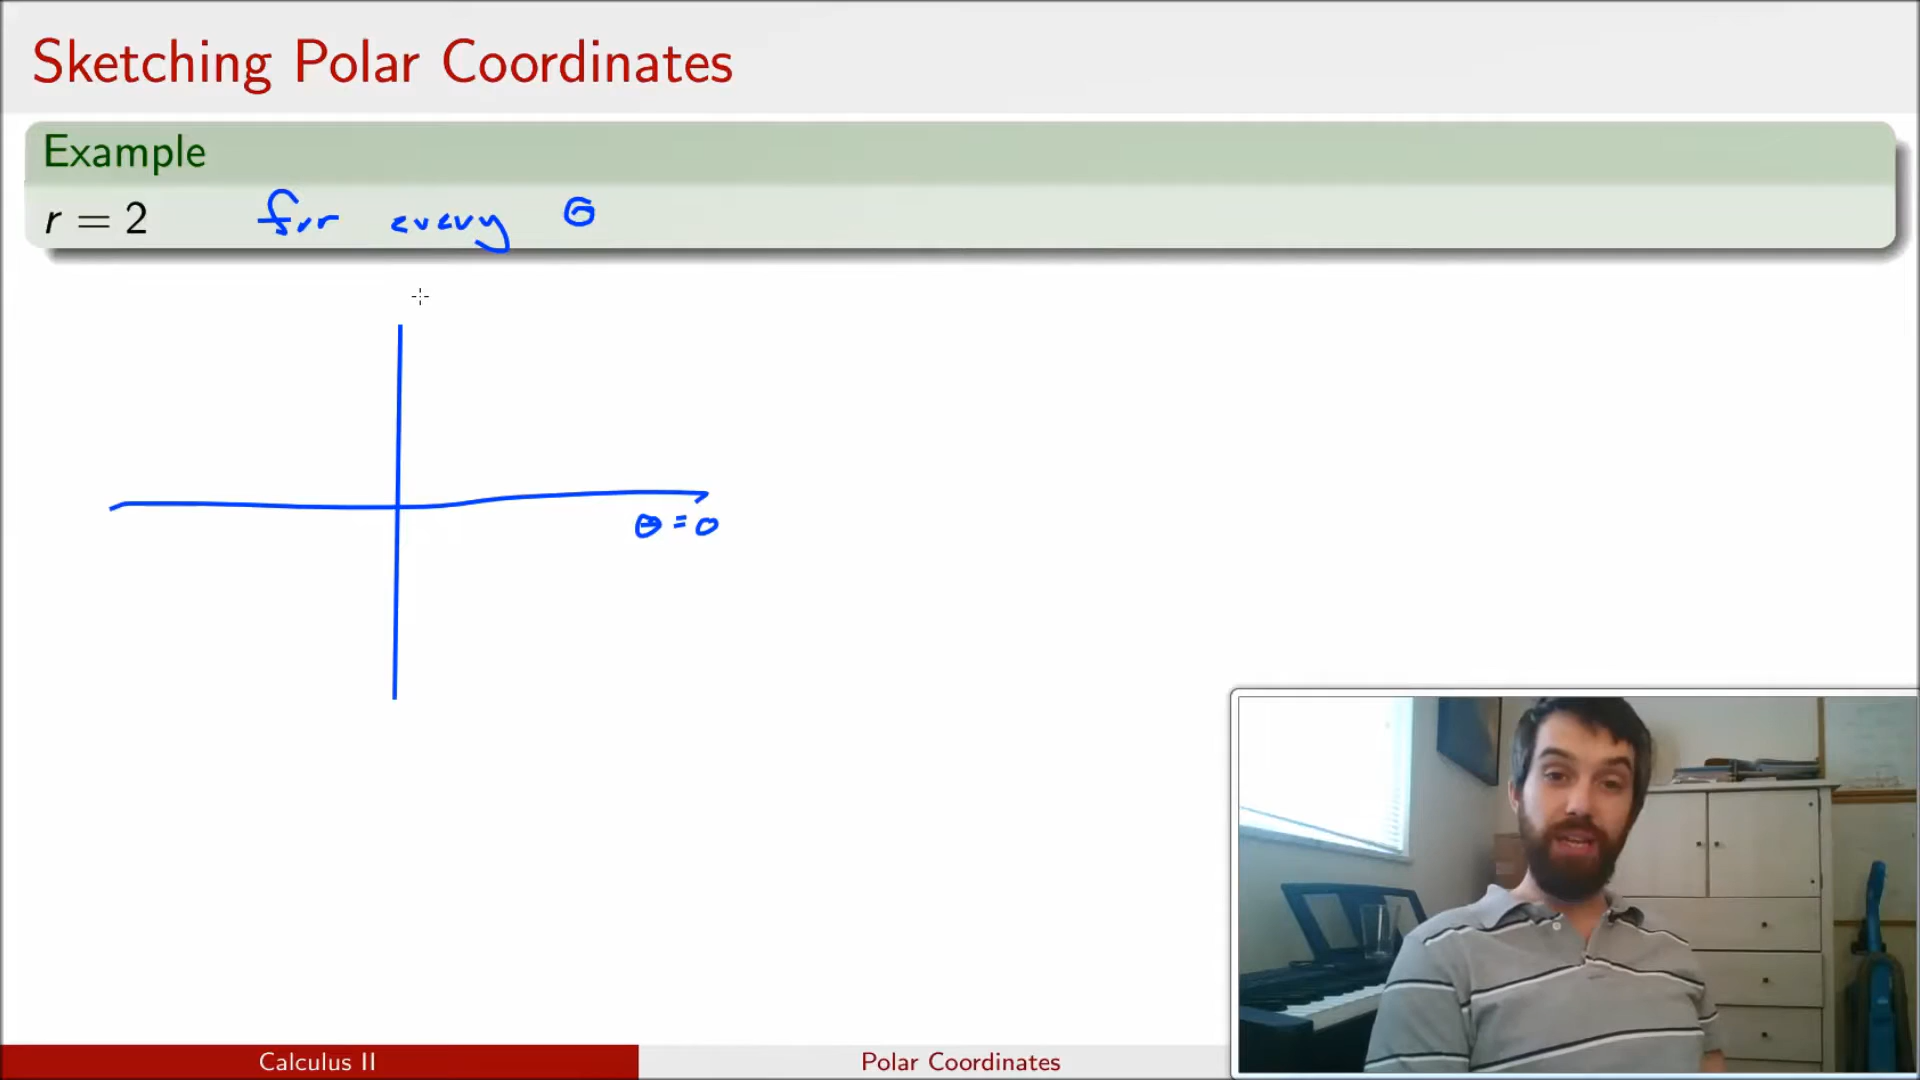 Sketching Polar Coordinates
Example
r = 2 for every θ
θ = 0
Calculus II
Polar Coordinates